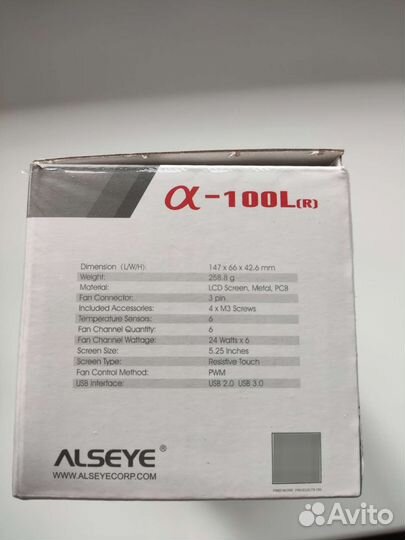 α-100L(R)
Dimension (L/W/H): 147 x 66 x 42.6 mm
Weight: 258.8 g
Material: LCD Screen, Metal, PCB
Fan Connector: 3 pin
Included Accessories: 4 x M3 Screws
Temperature Sensors: 6
Fan Channel Quantity: 6
Fan Channel Wattage: 24 Watts x 6
Screen Size: 5.25 Inches
Screen Type: Resistive Touch
Fan Control Method: PWM
USB Interface: USB 2.0 USB 3.0
ALSEYE®
WWW.ALSEYECORP.COM
Avito